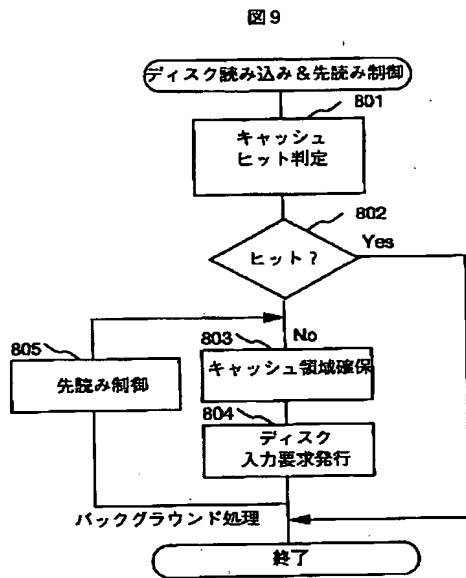 図9
ディスク読み込み&先読み制御
801
キャッシュ
ヒット判定
802
ヒット?
Yes
No
803
キャッシュ領域確保
805
先読み制御
804
ディスク
入力要求発行
バックグラウンド処理
終了